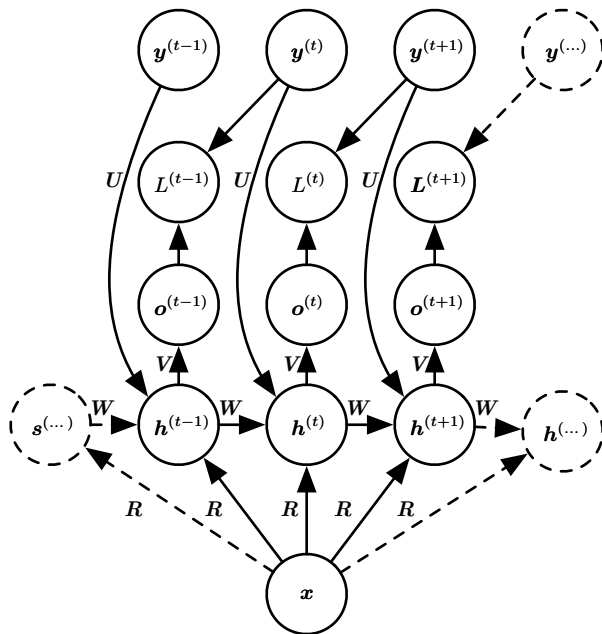 y^(t−1) y^(t) y^(t+1) y^(...)
U L^(t−1) U L^(t) U L^(t+1)
o^(t−1) o^(t) o^(t+1)
V V V
W W W W
s^(...) h^(t−1) h^(t) h^(t+1) h^(...)
R R R R R
x